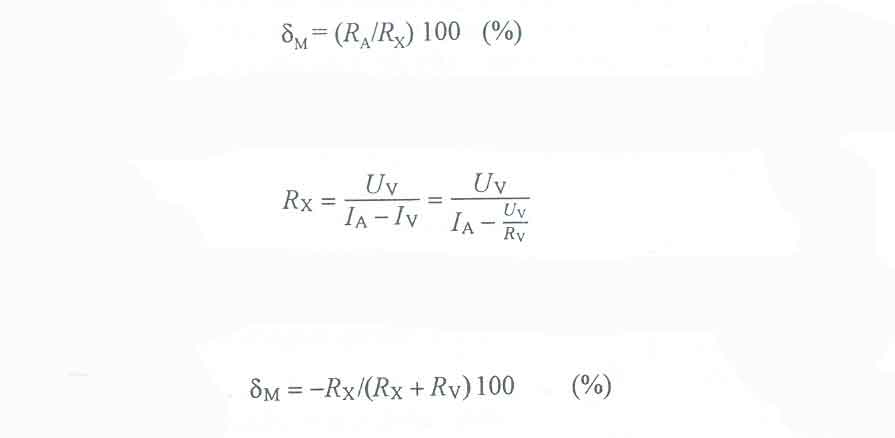 δ_M = (R_A/R_X) 100 (%)
R_X = U_V / (I_A − I_V) = U_V / (I_A − U_V/R_V)
δ_M = −R_X/(R_X + R_V) 100 (%)